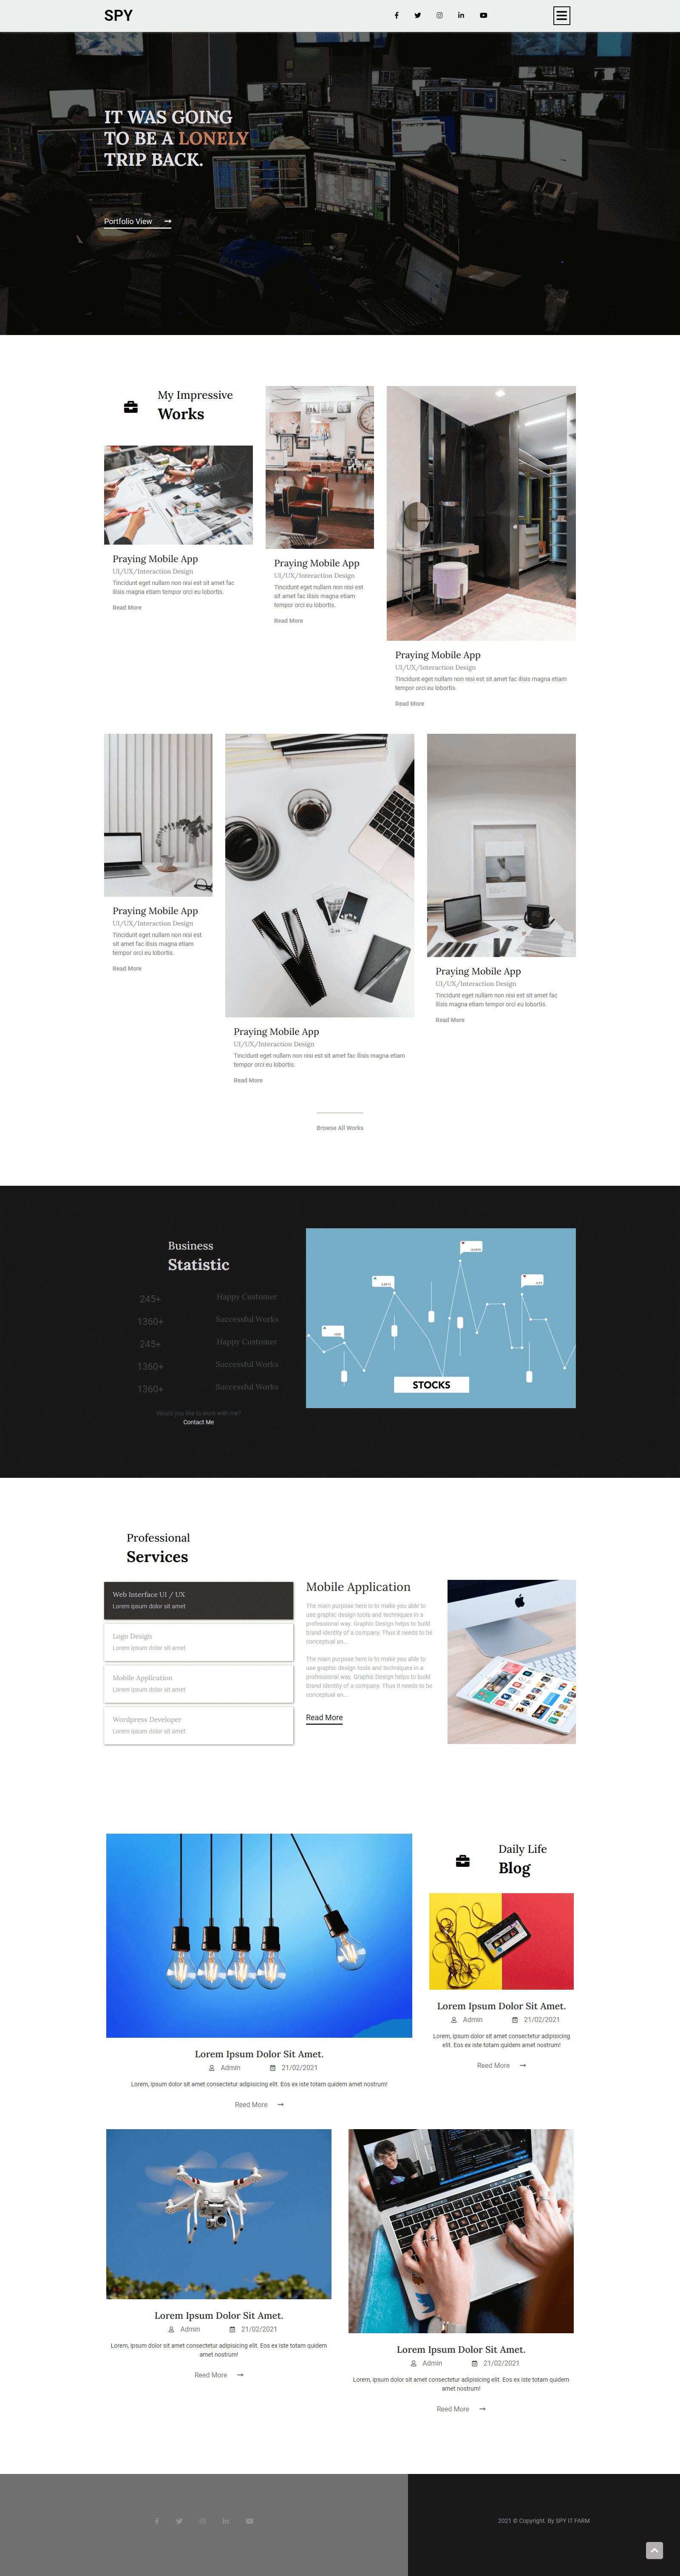 SPY
IT WAS GOING
TO BE A LONELY
TRIP BACK.
Portfolio View
My Impressive
Works
Praying Mobile App
UI/UX/Interaction Design
Tincidunt eget nullam non nisi est sit amet fac
ilisis magna etiam tempor orci eu lobortis.
Read More
Praying Mobile App
UI/UX/Interaction Design
Tincidunt eget nullam non nisi est
sit amet fac ilisis magna etiam
tempor orci eu lobortis.
Read More
Praying Mobile App
UI/UX/Interaction Design
Tincidunt eget nullam non nisi est sit amet fac ilisis magna etiam
tempor orci eu lobortis.
Read More
Praying Mobile App
UI/UX/Interaction Design
Tincidunt eget nullam non nisi est
sit amet fac ilisis magna etiam
tempor orci eu lobortis.
Read More
Praying Mobile App
UI/UX/Interaction Design
Tincidunt eget nullam non nisi est sit amet fac ilisis magna etiam
tempor orci eu lobortis.
Read More
Praying Mobile App
UI/UX/Interaction Design
Tincidunt eget nullam non nisi est sit amet fac
ilisis magna etiam tempor orci eu lobortis.
Read More
Browse All Works
Business
Statistic
245+ Happy Customer
1360+ Successful Works
245+ Happy Customer
1360+ Successful Works
1360+ Successful Works
Would you like to work with me?
Contact Me
STOCKS
Professional
Services
Web Interface UI / UX
Lorem ipsum dolor sit amet
Logo Design
Lorem ipsum dolor sit amet
Mobile Application
Lorem ipsum dolor sit amet
Wordpress Developer
Lorem ipsum dolor sit amet
Mobile Application
The main purpose here is to make you able to
use graphic design tools and techniques in a
professional way. Graphic Design helps to build
brand identity of a company. Thus it needs to be
conceptual an...
The main purpose here is to make you able to
use graphic design tools and techniques in a
professional way. Graphic Design helps to build
brand identity of a company. Thus it needs to be
conceptual an...
Read More
Lorem Ipsum Dolor Sit Amet.
Admin 21/02/2021
Lorem, ipsum dolor sit amet consectetur adipisicing elit. Eos ex iste totam quidem amet nostrum!
Reed More
Daily Life
Blog
Lorem Ipsum Dolor Sit Amet.
Admin 21/02/2021
Lorem, ipsum dolor sit amet consectetur adipisicing
elit. Eos ex iste totam quidem amet nostrum!
Reed More
Lorem Ipsum Dolor Sit Amet.
Admin 21/02/2021
Lorem, ipsum dolor sit amet consectetur adipisicing elit. Eos ex iste totam quidem
amet nostrum!
Reed More
Lorem Ipsum Dolor Sit Amet.
Admin 21/02/2021
Lorem, ipsum dolor sit amet consectetur adipisicing elit. Eos ex iste totam quidem
amet nostrum!
Reed More
2021 © Copyright. By SPY IT FARM